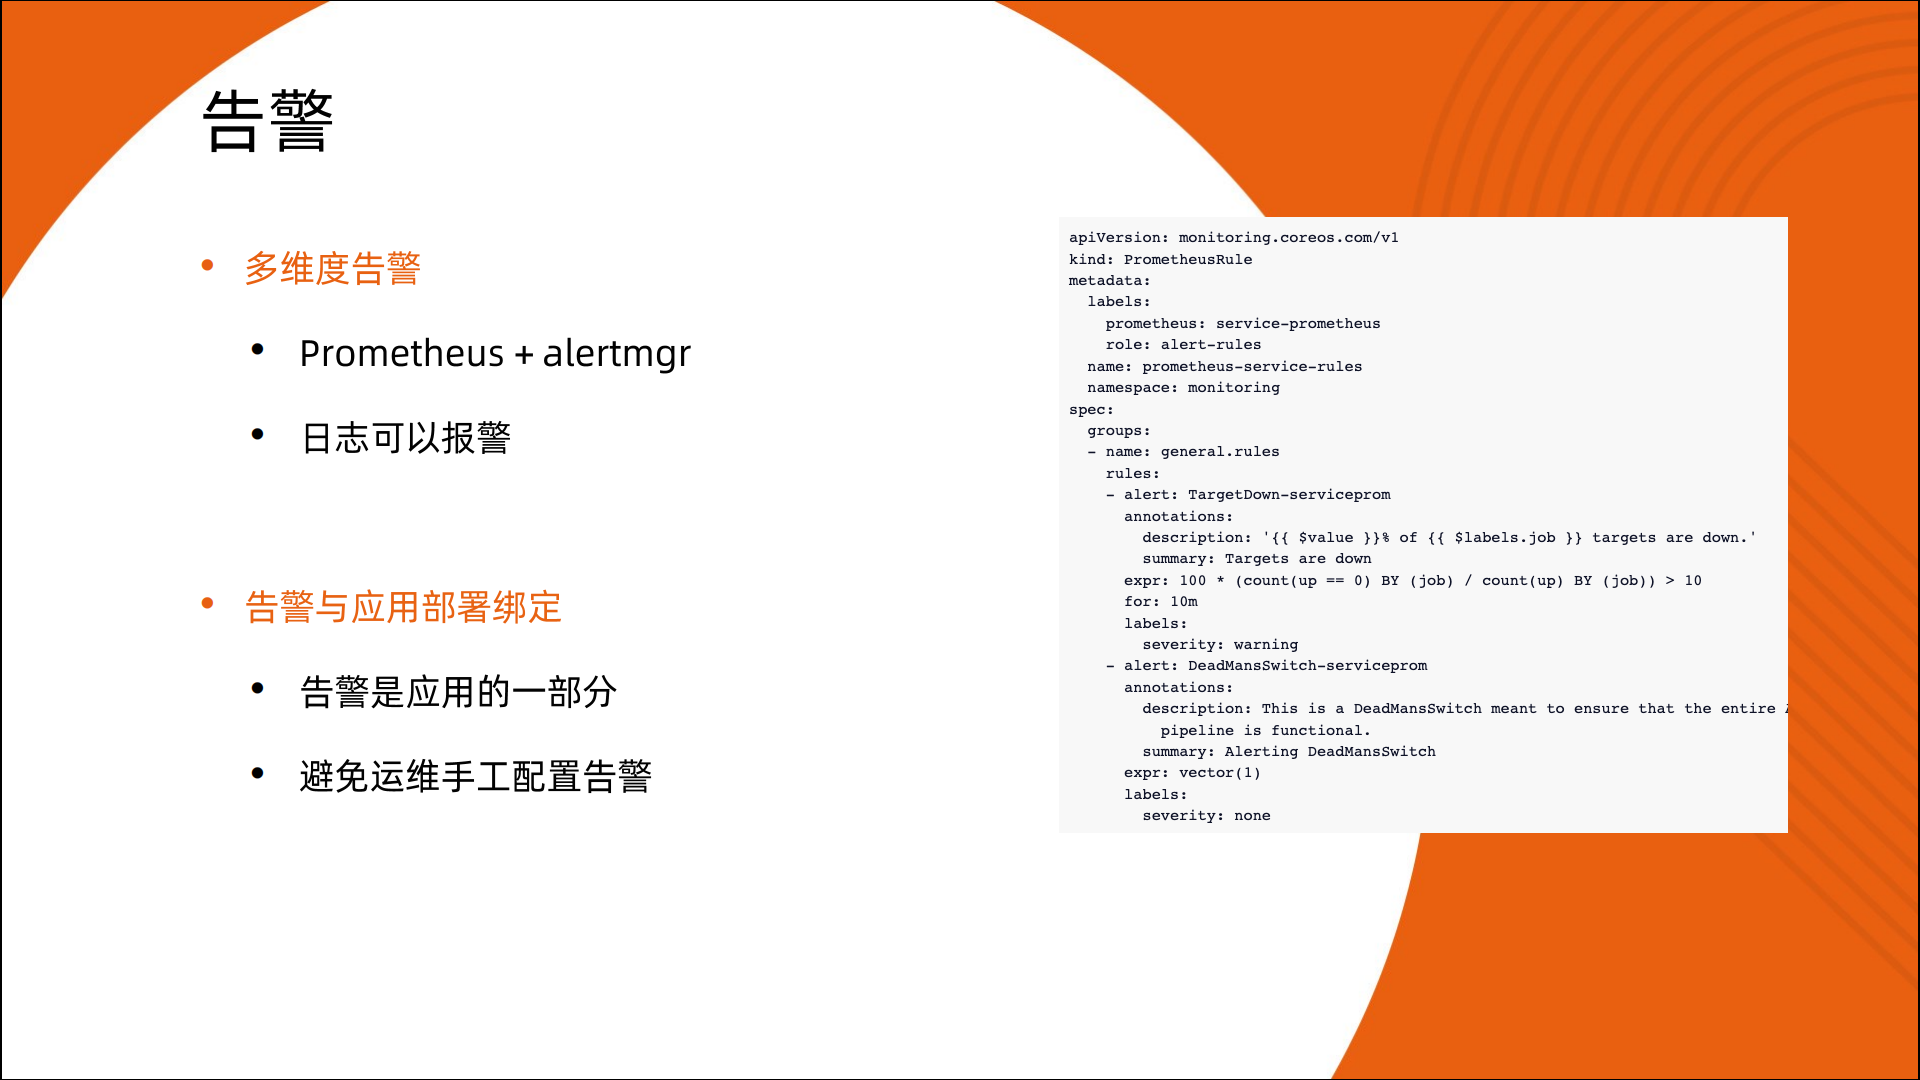 告警
• 多维度告警
• Prometheus + alertmgr
• 日志可以报警
• 告警与应用部署绑定
• 告警是应用的一部分
• 避免运维手工配置告警
apiVersion: monitoring.coreos.com/v1
kind: PrometheusRule
metadata:
  labels:
    prometheus: service-prometheus
    role: alert-rules
  name: prometheus-service-rules
  namespace: monitoring
spec:
  groups:
  - name: general.rules
    rules:
    - alert: TargetDown-serviceprom
      annotations:
        description: '{{ $value }}% of {{ $labels.job }} targets are down.'
        summary: Targets are down
      expr: 100 * (count(up == 0) BY (job) / count(up) BY (job)) > 10
      for: 10m
      labels:
        severity: warning
    - alert: DeadMansSwitch-serviceprom
      annotations:
        description: This is a DeadMansSwitch meant to ensure that the entire
          pipeline is functional.
        summary: Alerting DeadMansSwitch
      expr: vector(1)
      labels:
        severity: none